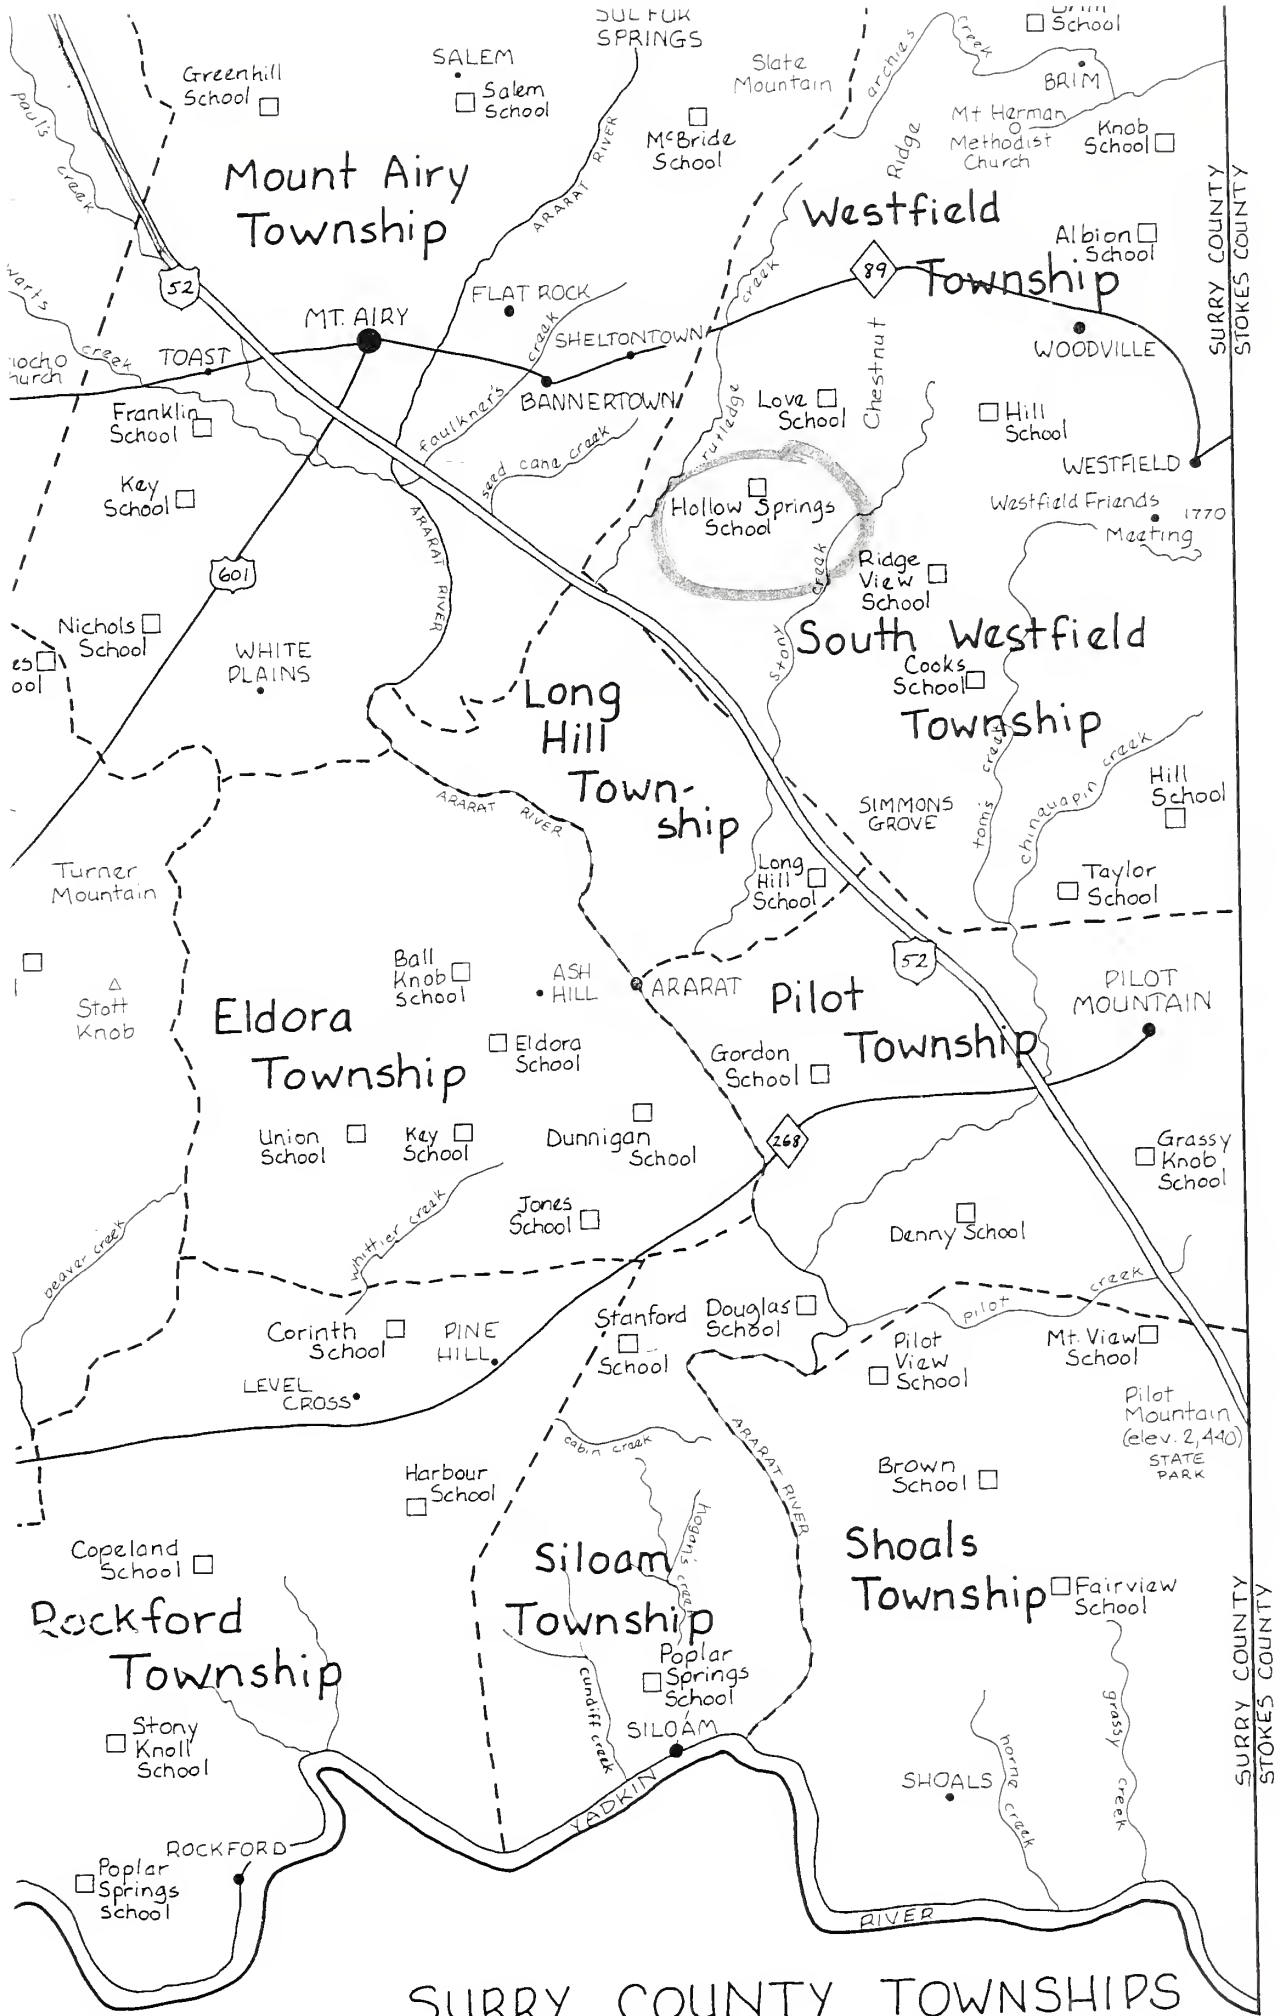 SULFUR
SPRINGS
School
Greenhill
School
SALEM
Salem
School
Slate
Mountain
archies
creek
BRIM
paul's
creek
McBride
School
ARARAT RIVER
Mt Herman
Methodist
Church
Knob
School
Ridge
SURRY COUNTY
STOKES COUNTY
Mount Airy
Township
Westfield
Township
Albion
School
52
89
creek
FLAT ROCK
MT. AIRY
SHELTONTOWN
WOODVILLE
creek
TOAST
creek
BANNERTOWN
Chestnut
Franklin
School
faulkner's
seed cane creek
rutledge
Love
School
Hill
School
WESTFIELD
Key
School
Hollow Springs
School
Westfield Friends
Meeting
1770
ARARAT RIVER
601
creek
Ridge
View
School
Nichols
School
stony
South Westfield
Township
WHITE
PLAINS
Cooks
School
Long
Hill
Town-
ship
tom's creek
chinquapin creek
Hill
School
ARARAT RIVER
SIMMONS
GROVE
Turner
Mountain
Long
Hill
School
Taylor
School
52
Ball
Knob
School
ASH
HILL
ARARAT
PILOT
MOUNTAIN
Stott
Knob
Eldora
Township
Pilot
Township
Eldora
School
Gordon
School
Union
School
Key
School
Dunnigan
School
268
Grassy
Knob
School
beaver creek
whittier creek
Jones
School
Denny School
pilot
creek
Corinth
School
PINE
HILL
Stanford
School
Douglas
School
Pilot
View
School
Mt. View
School
LEVEL
CROSS
Pilot
Mountain
(elev. 2,440)
STATE
PARK
cabin creek
ARARAT RIVER
Harbour
School
Brown
School
hogan's creek
Copeland
School
Siloam
Township
Shoals
Township
Fairview
School
Rockford
Township
SURRY COUNTY
STOKES COUNTY
Poplar
Springs
School
cundiff creek
Stony
Knoll
School
SILOAM
grassy
creek
horne
creek
SHOALS
YADKIN
ROCKFORD
Poplar
Springs
School
RIVER
SURRY COUNTY TOWNSHIPS